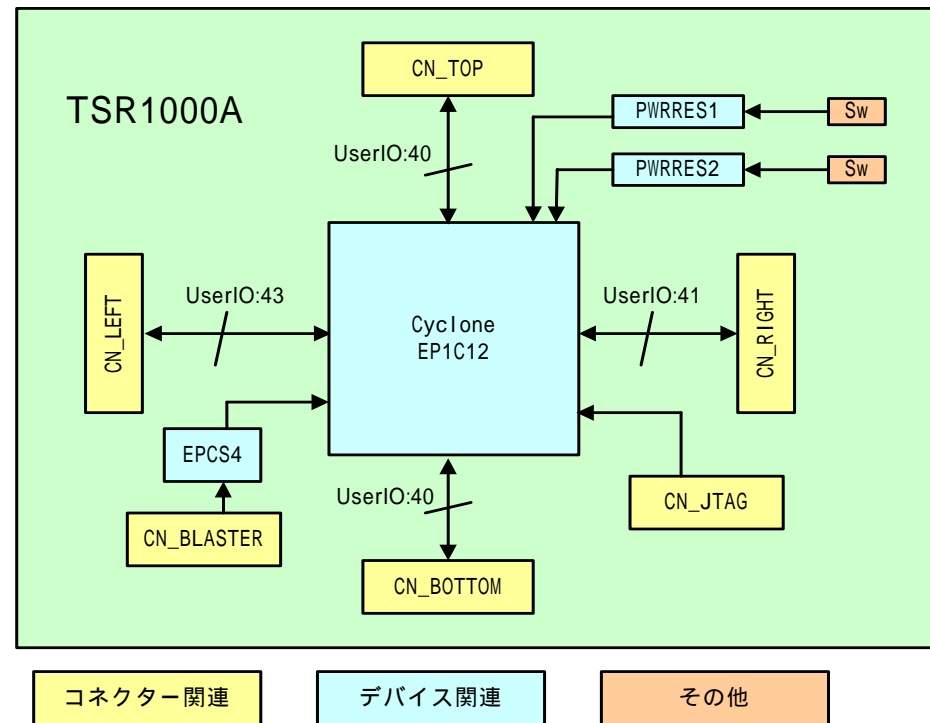 TSR1000A
CN_TOP
PWRRES1
Sw
UserIO:40
PWRRES2
Sw
CN_LEFT
UserIO:43
Cyclone
EP1C12
UserIO:41
CN_RIGHT
EPCS4
UserIO:40
CN_JTAG
CN_BLASTER
CN_BOTTOM
コネクター関連
デバイス関連
その他